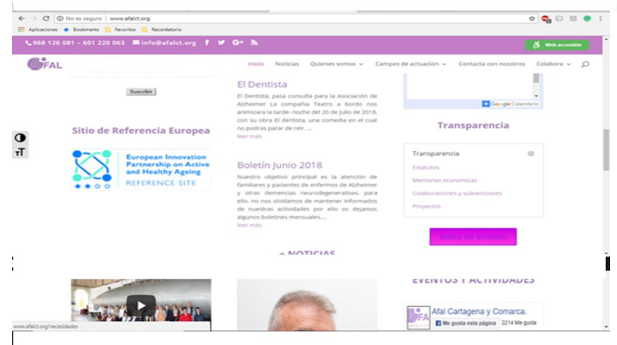 No es seguro | www.afalct.org
Aplicaciones Bookmarks Favoritos Recordatorio
968 126 081 – 601 220 063 info@afalct.org Web accesible
AFAL Inicio Noticias Quiénes somos Campos de actuación Contacta con nosotros Colabora
Suscribir
Sitio de Referencia Europea
European Innovation
Partnership on Active
and Healthy Ageing
REFERENCE SITE
El Dentista
El Dentista, pasa consulta para la Asociación de
Alzheimer La compañía Teatro a bordo nos
animizara la tarde- noche del 20 de julio de 2018,
con su obra El dentista, una comedia en el cual
no podrás parar de reír. ...
leer más
Boletín Junio 2018
Nuestro objetivo principal es la atención de
familiares y pacientes de enfermos de Alzheimer
y otras demencias neurodegenerativas, para
ello, no nos olvidamos de mantener informados
de nuestras actividades por ello os dejamos
algunos boletines mensuales....
leer más
Google Calendario
Transparencia
Transparencia
Estatutos
Memorias económicas
Colaboraciones y subvenciones
Proyectos
NOTICIAS
EVENTOS Y ACTIVIDADES
Afal Cartagena y Comarca.
Me gusta esta página 2214 Me gusta
www.afalct.org/necesidades